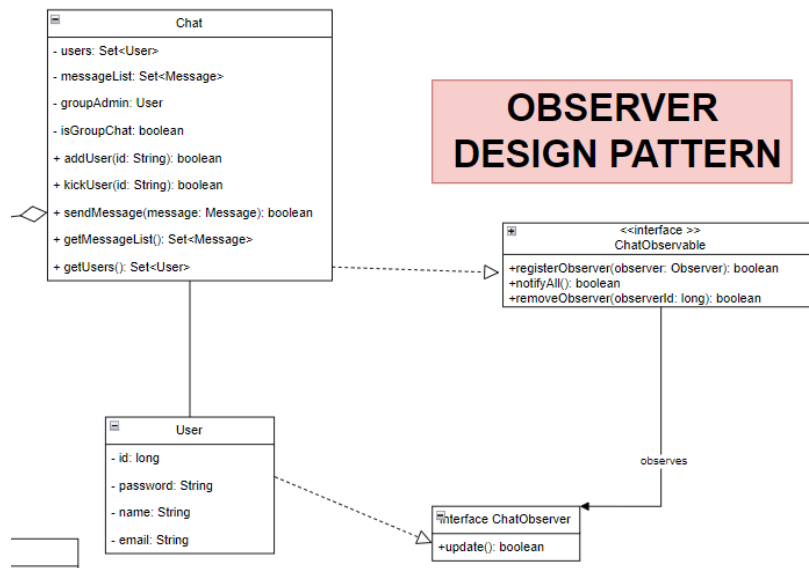 Chat
- users: Set<User>
- messageList: Set<Message>
- groupAdmin: User
- isGroupChat: boolean
+ addUser(id: String): boolean
+ kickUser(id: String): boolean
+ sendMessage(message: Message): boolean
+ getMessageList(): Set<Message>
+ getUsers(): Set<User>
OBSERVER
DESIGN PATTERN
<<interface >>
ChatObservable
+registerObserver(observer: Observer): boolean
+notifyAll(): boolean
+removeObserver(observerId: long): boolean
User
- id: long
- password: String
- name: String
- email: String
observes
interface ChatObserver
+update(): boolean